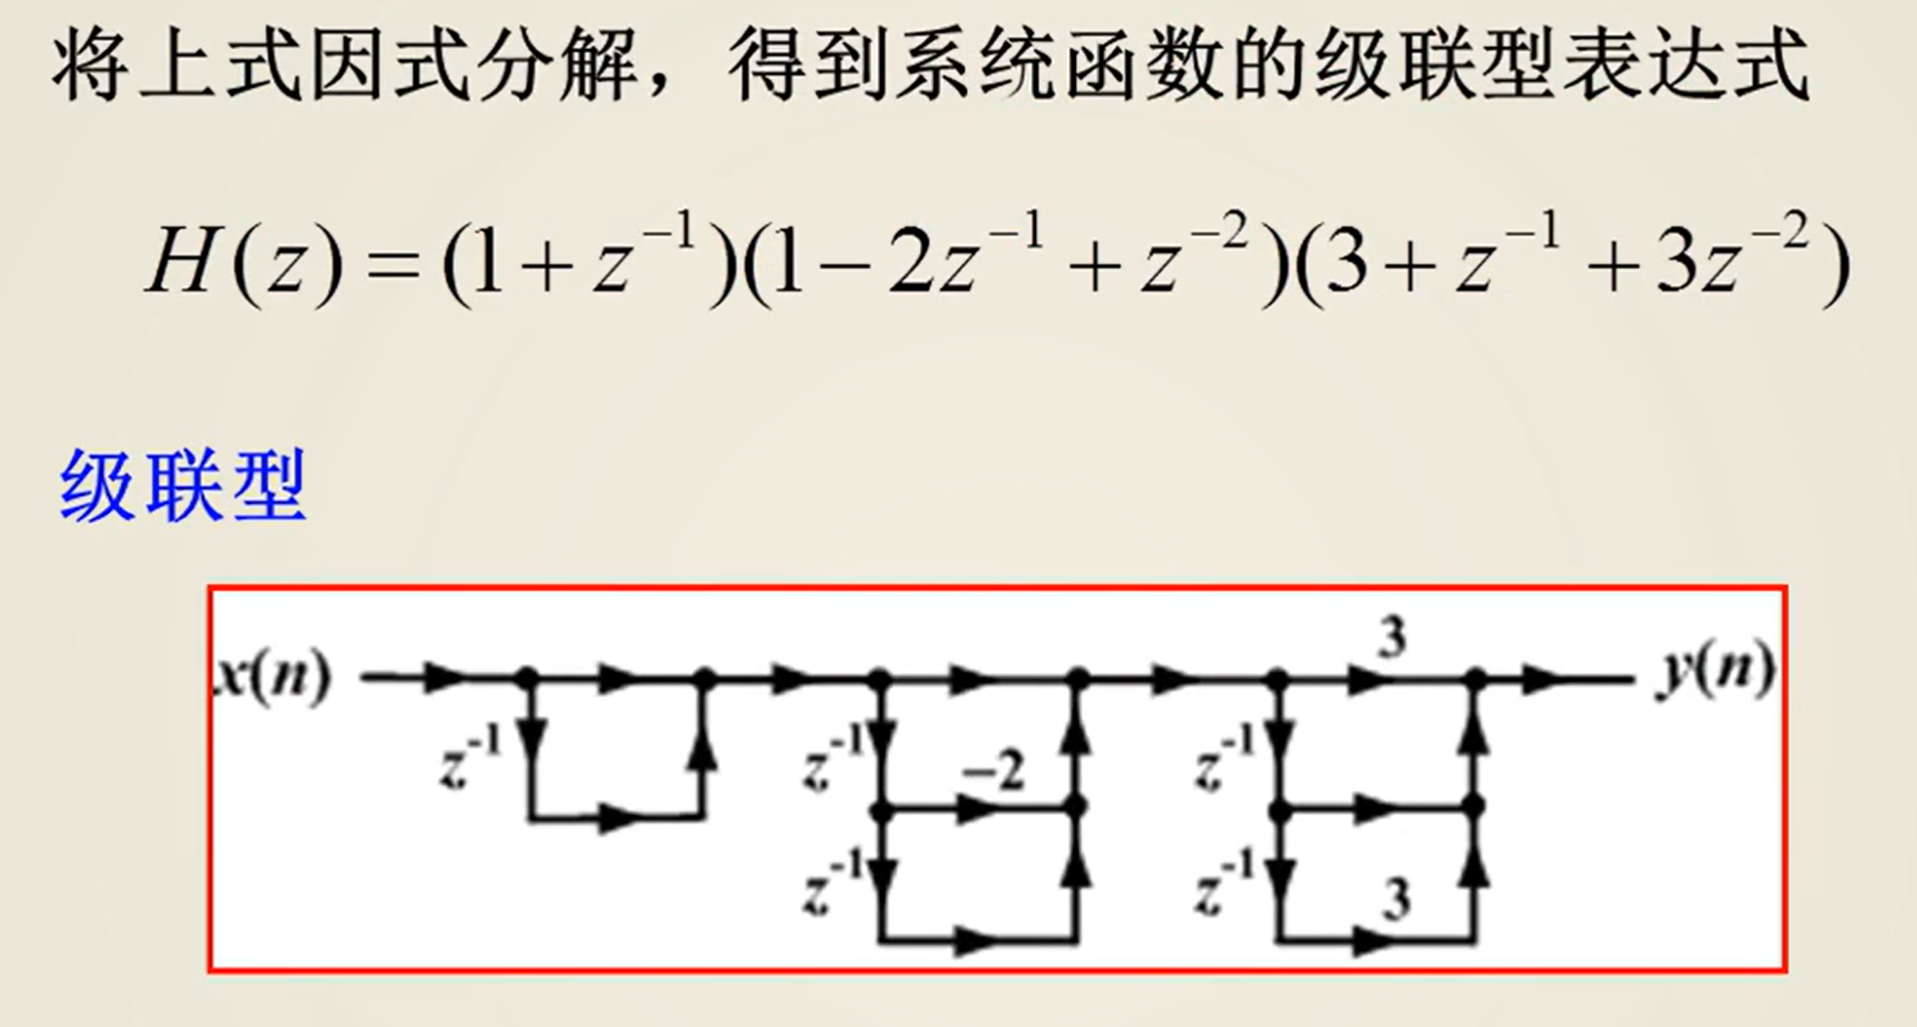 将上式因式分解，得到系统函数的级联型表达式
H(z)=(1+z⁻¹)(1−2z⁻¹+z⁻²)(3+z⁻¹+3z⁻²)
级联型
3
x(n) y(n)
z⁻¹ z⁻¹ −2 z⁻¹
z⁻¹ z⁻¹ 3